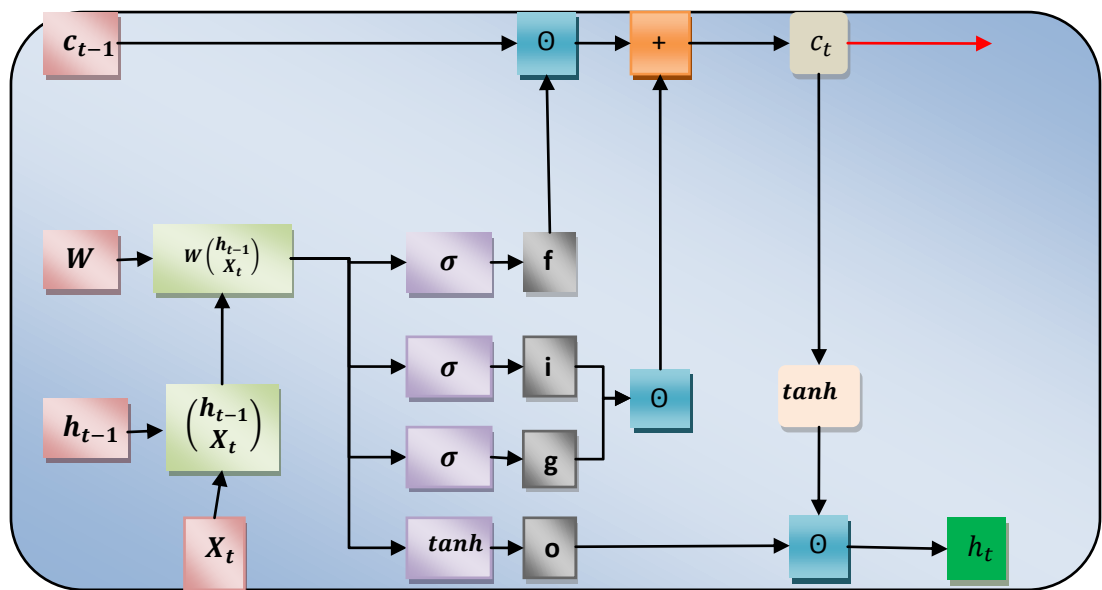 c_{t−1}
ʘ
+
c_t
W
W(h_{t−1} X_t)
σ
f
σ
i
h_{t−1}
(h_{t−1} X_t)
ʘ
tanh
σ
g
X_t
tanh
o
ʘ
h_t